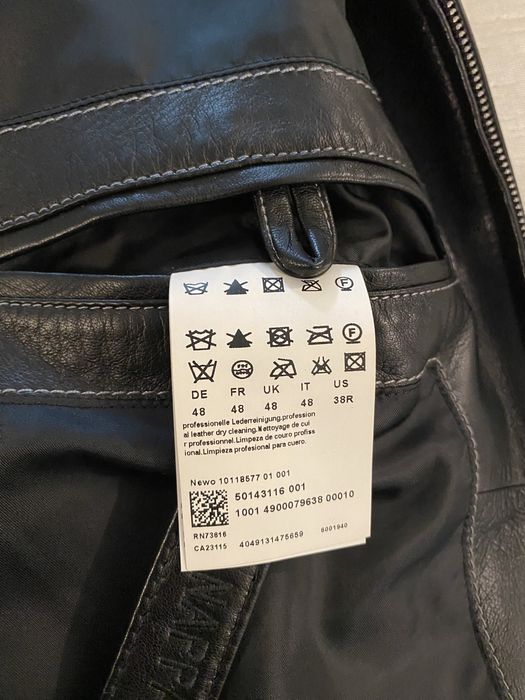 F
F
DE FR UK IT US
48 48 48 48 38R
professionelle Lederreinigung.profession
al leather dry cleaning.Nettoyage de cui
r professionnel.Limpeza de couro profiss
ional.Limpieza profesional para cuero.
Newo 10118577 01 001
50143116 001
1001 4900079638 00010
RN73616
CA23115 4049131475659 6001940
NAPP